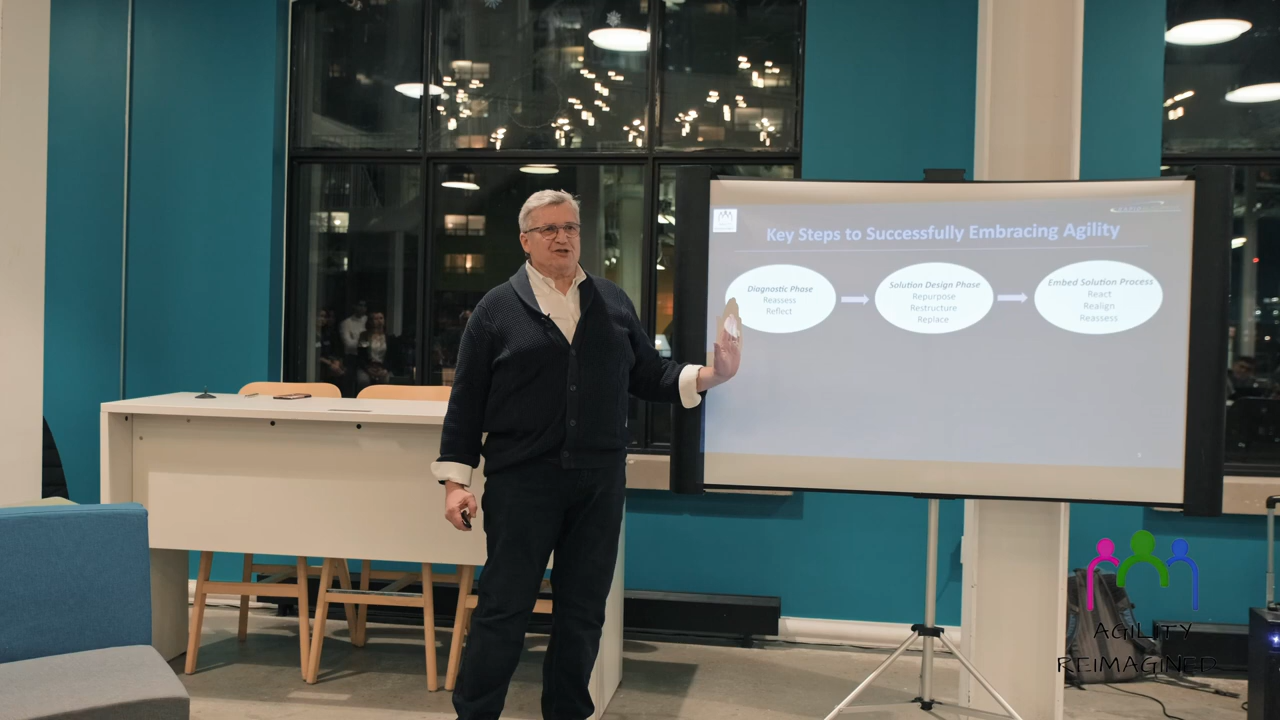 Key Steps to Successfully Embracing Agility
Diagnostic Phase
Reassess
Reflect
Solution Design Phase
Repurpose
Restructure
Replace
Embed Solution Process
React
Realign
Reassess
AGILITY
REIMAGINED